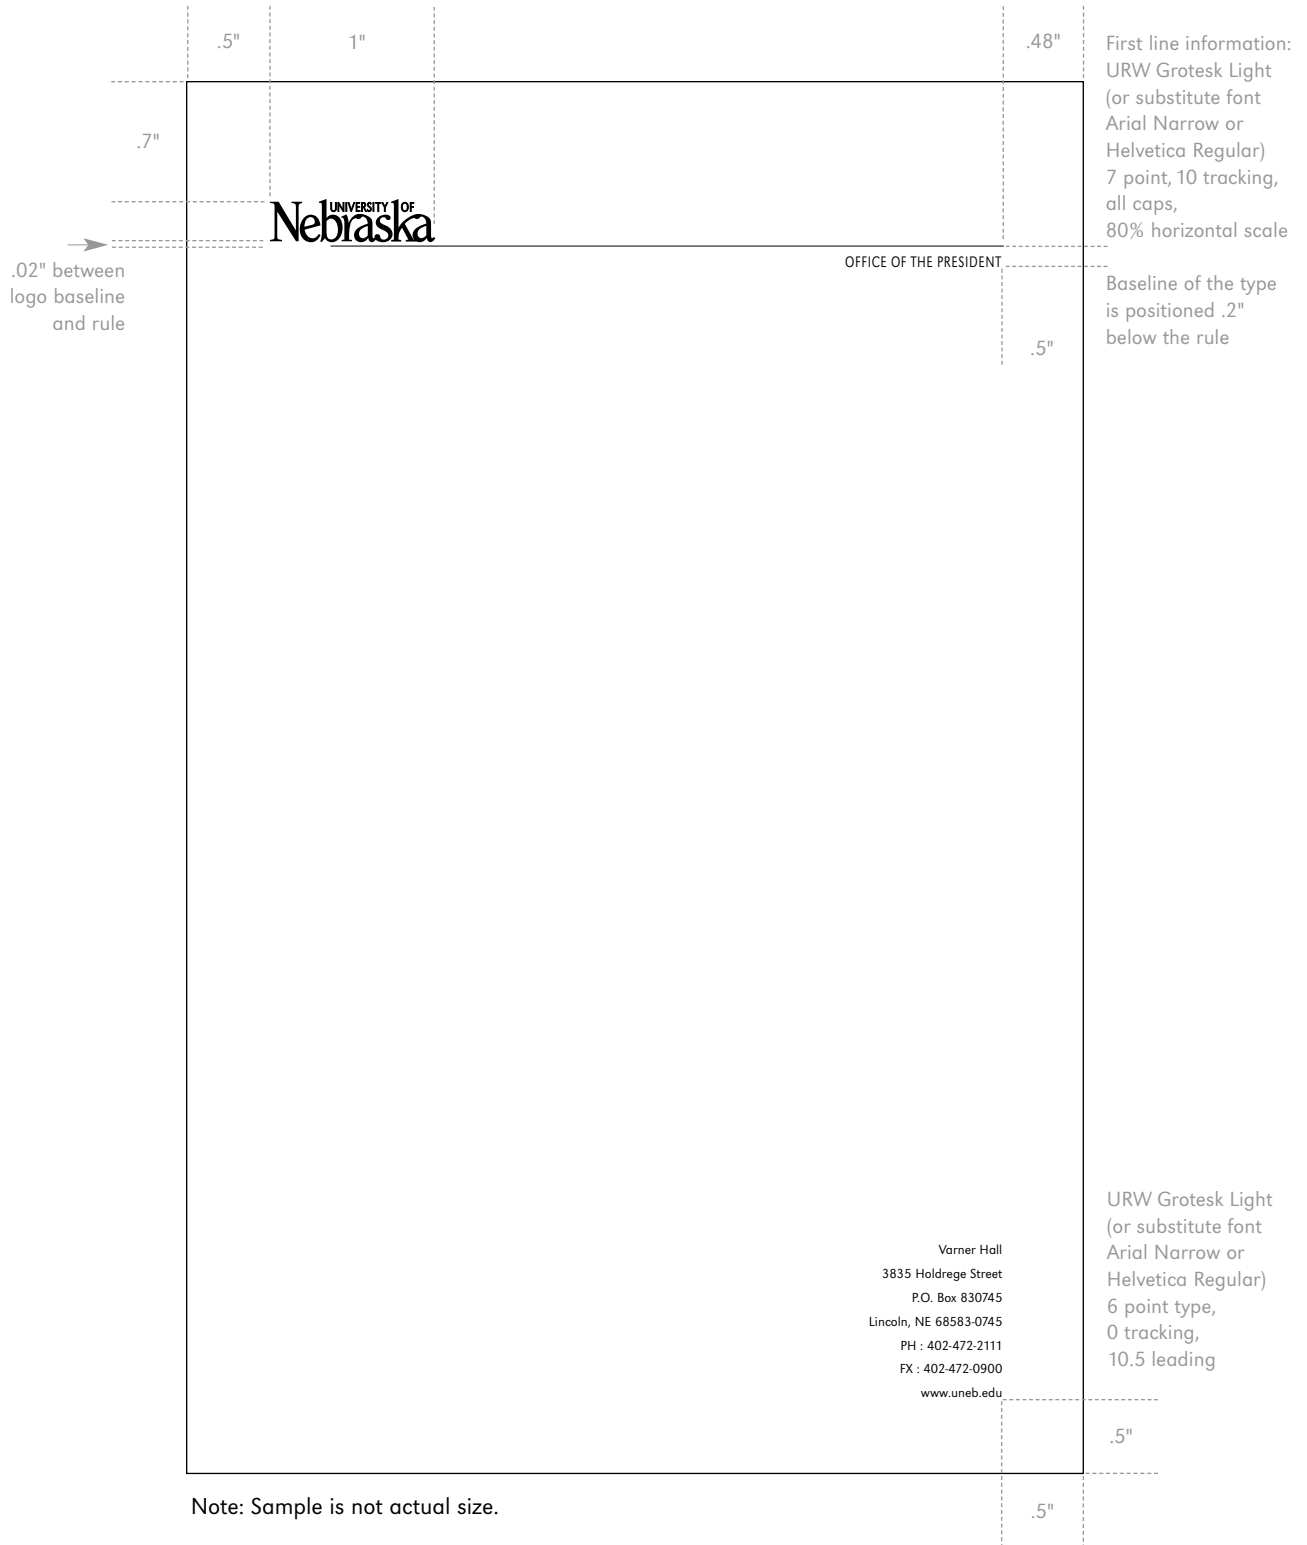 .5"
1"
.48"
First line information:
URW Grotesk Light
(or substitute font
Arial Narrow or
Helvetica Regular)
7 point, 10 tracking,
all caps,
80% horizontal scale
.7"
UNIVERSITY OF
Nebraska
.02" between
logo baseline
and rule
OFFICE OF THE PRESIDENT
Baseline of the type
is positioned .2"
below the rule
.5"
Varner Hall
3835 Holdrege Street
P.O. Box 830745
Lincoln, NE 68583-0745
PH : 402-472-2111
FX : 402-472-0900
www.uneb.edu
URW Grotesk Light
(or substitute font
Arial Narrow or
Helvetica Regular)
6 point type,
0 tracking,
10.5 leading
.5"
Note: Sample is not actual size.
.5"